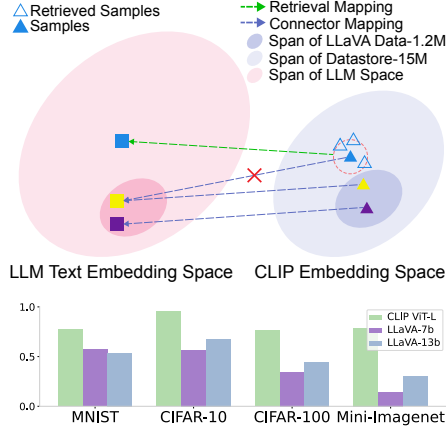 Retrieved Samples
Samples
Retrieval Mapping
Connector Mapping
Span of LLaVA Data-1.2M
Span of Datastore-15M
Span of LLM Space
LLM Text Embedding Space
CLIP Embedding Space
1.0
0.5
0.0
CLIP ViT-L
LLaVA-7b
LLaVA-13b
MNIST
CIFAR-10
CIFAR-100
Mini-Imagenet